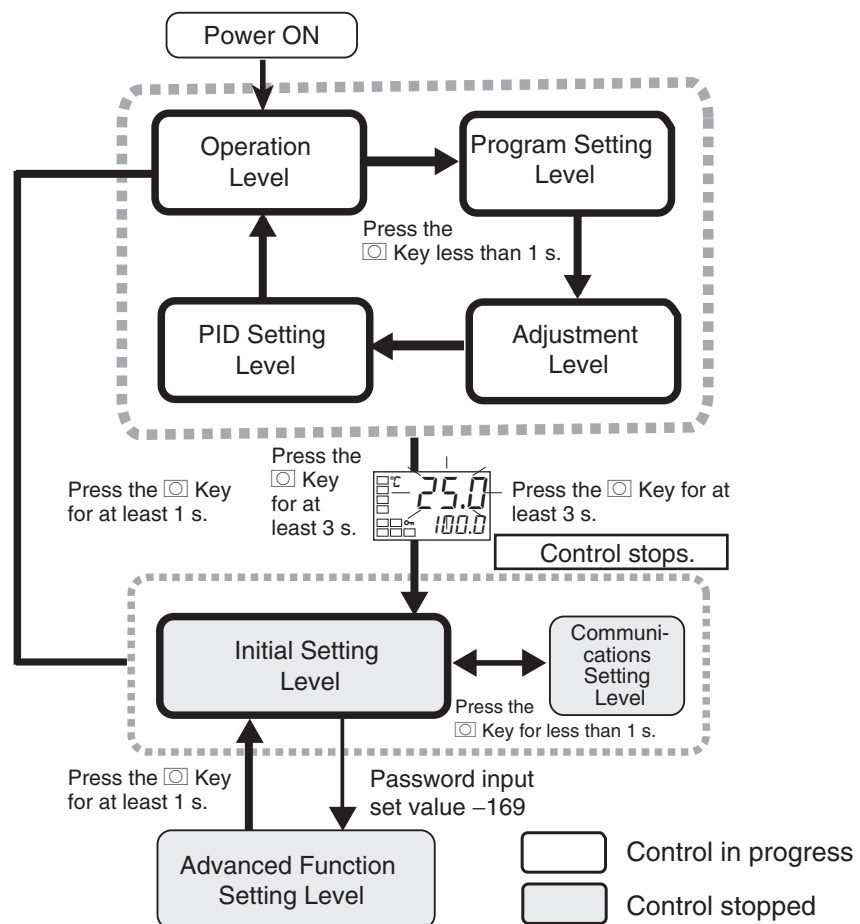 Power ON
Operation
Level
Program Setting
Level
Press the
Key less than 1 s.
PID Setting
Level
Adjustment
Level
Press the
Key
for at
least 3 s.
Press the Key
for at least 1 s.
°C
25.0
100.0
Press the Key for at
least 3 s.
Control stops.
Initial Setting
Level
Communi-
cations
Setting
Level
Press the
Key for less than 1 s.
Press the Key
for at least 1 s.
Password input
set value –169
Advanced Function
Setting Level
Control in progress
Control stopped